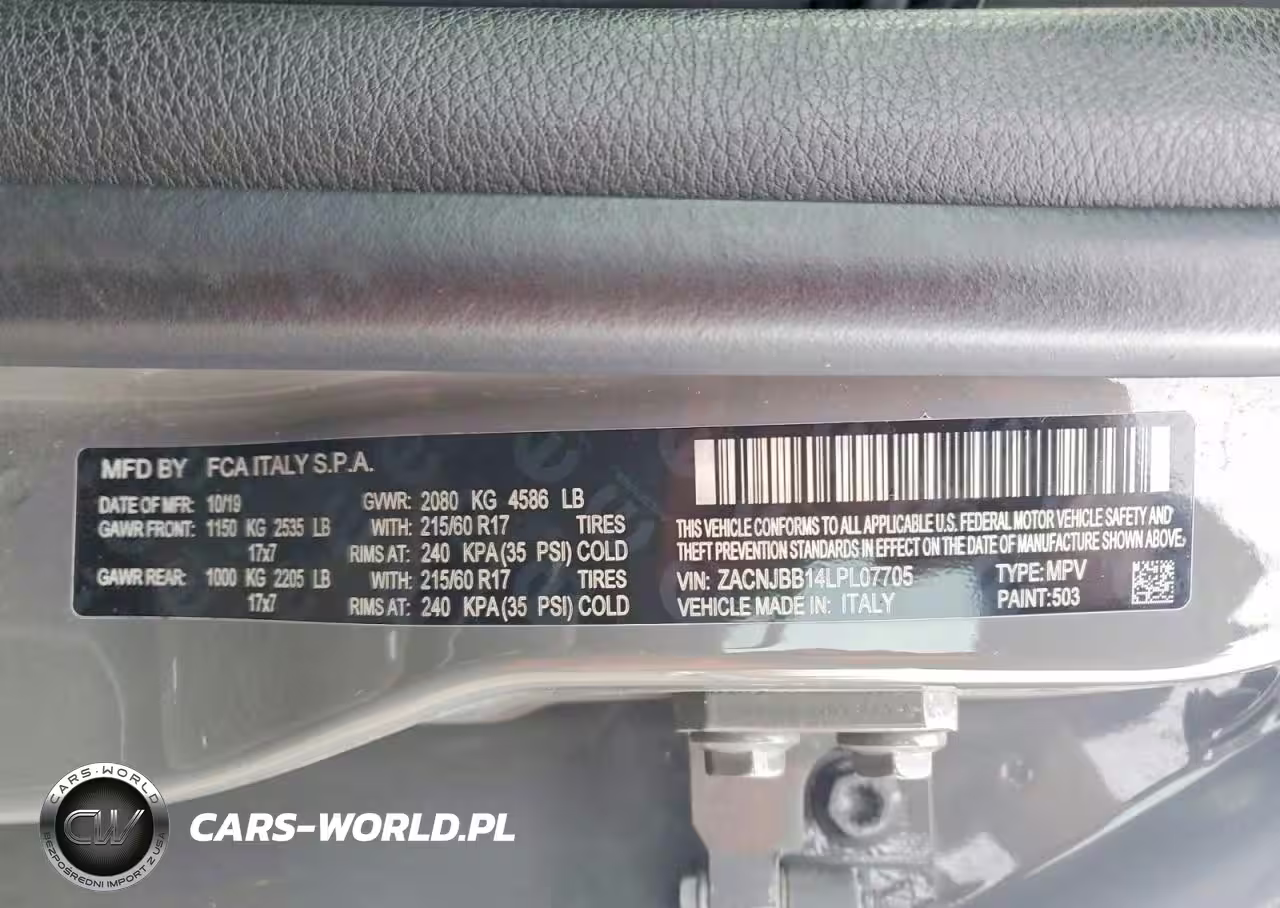 MFD BY FCA ITALY S.P.A.
DATE OF MFR: 10/19 GVWR: 2080 KG 4586 LB
GAWR FRONT: 1150 KG 2535 LB WITH: 215/60 R17 TIRES
17x7 RIMS AT: 240 KPA (35 PSI) COLD
GAWR REAR: 1000 KG 2205 LB WITH: 215/60 R17 TIRES
17x7 RIMS AT: 240 KPA (35 PSI) COLD
THIS VEHICLE CONFORMS TO ALL APPLICABLE U.S. FEDERAL MOTOR VEHICLE SAFETY AND
THEFT PREVENTION STANDARDS IN EFFECT ON THE DATE OF MANUFACTURE SHOWN ABOVE.
VIN: ZACNJBB14LPL07705 TYPE: MPV
VEHICLE MADE IN: ITALY PAINT: 503
CARS-WORLD
CW
BEZPOŚREDNI IMPORT Z USA
CARS-WORLD.PL